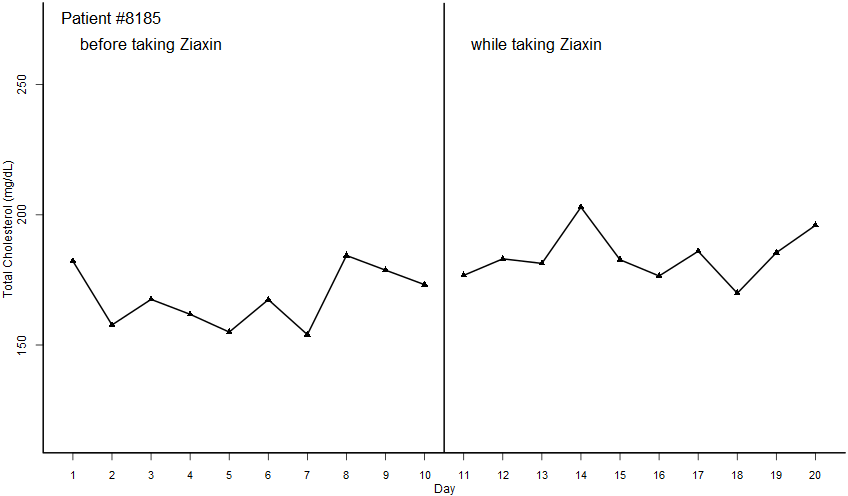 Patient #8185
before taking Ziaxin
while taking Ziaxin
Total Cholesterol (mg/dL)
250
200
150
1 2 3 4 5 6 7 8 9 10 11 12 13 14 15 16 17 18 19 20
Day